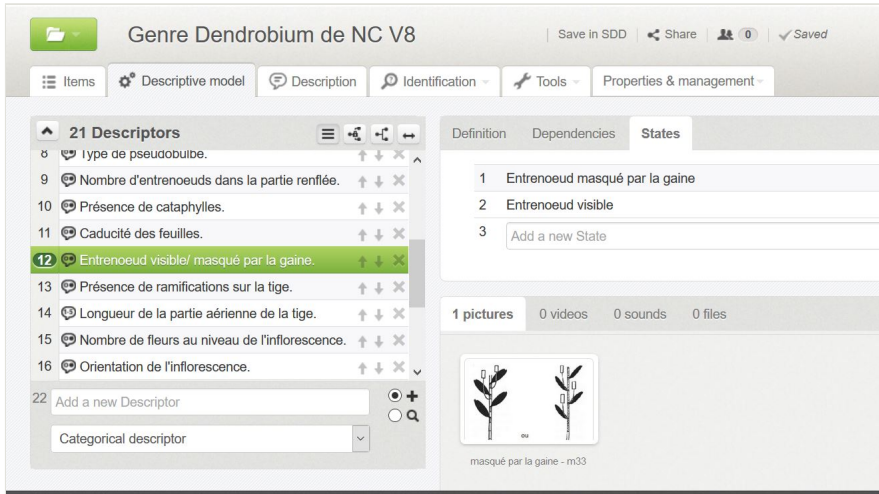 Genre Dendrobium de NC V8
Save in SDD Share 0 Saved
Items Descriptive model Description Identification Tools Properties & management
21 Descriptors
8 Type de pseudobulbe.
9 Nombre d'entrenoeuds dans la partie renflée.
10 Présence de cataphylles.
11 Caducité des feuilles.
12 Entrenoeud visible/ masqué par la gaine.
13 Présence de ramifications sur la tige.
14 Longueur de la partie aérienne de la tige.
15 Nombre de fleurs au niveau de l'inflorescence.
16 Orientation de l'inflorescence.
22 Add a new Descriptor
Categorical descriptor
Definition Dependencies States
1 Entrenoeud masqué par la gaine
2 Entrenoeud visible
3 Add a new State
1 pictures 0 videos 0 sounds 0 files
ou
masqué par la gaine - m33